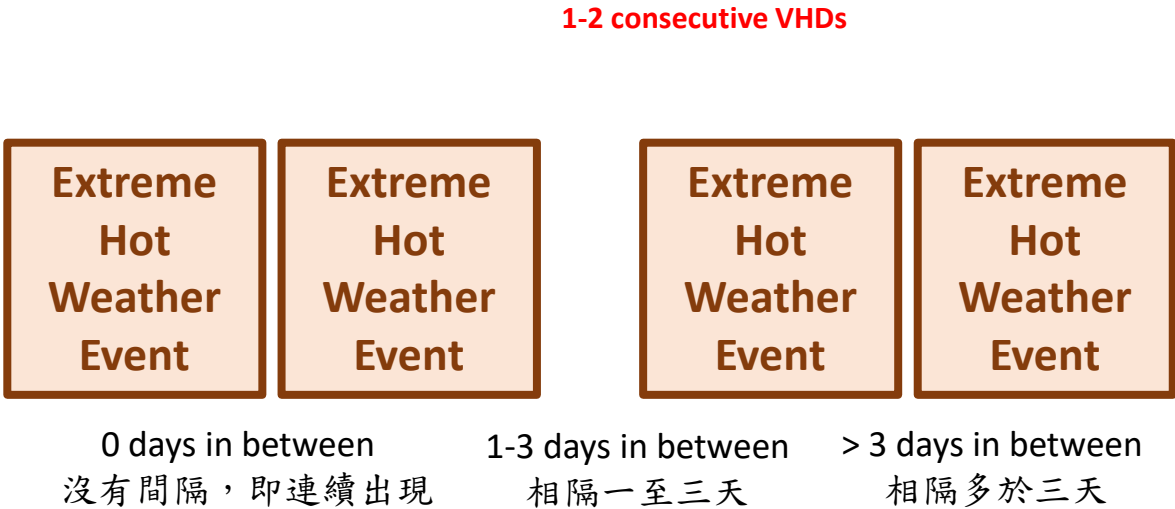 1-2 consecutive VHDs
Extreme
Hot
Weather
Event
Extreme
Hot
Weather
Event
Extreme
Hot
Weather
Event
Extreme
Hot
Weather
Event
0 days in between
沒有間隔，即連續出現
1-3 days in between
相隔一至三天
> 3 days in between
相隔多於三天